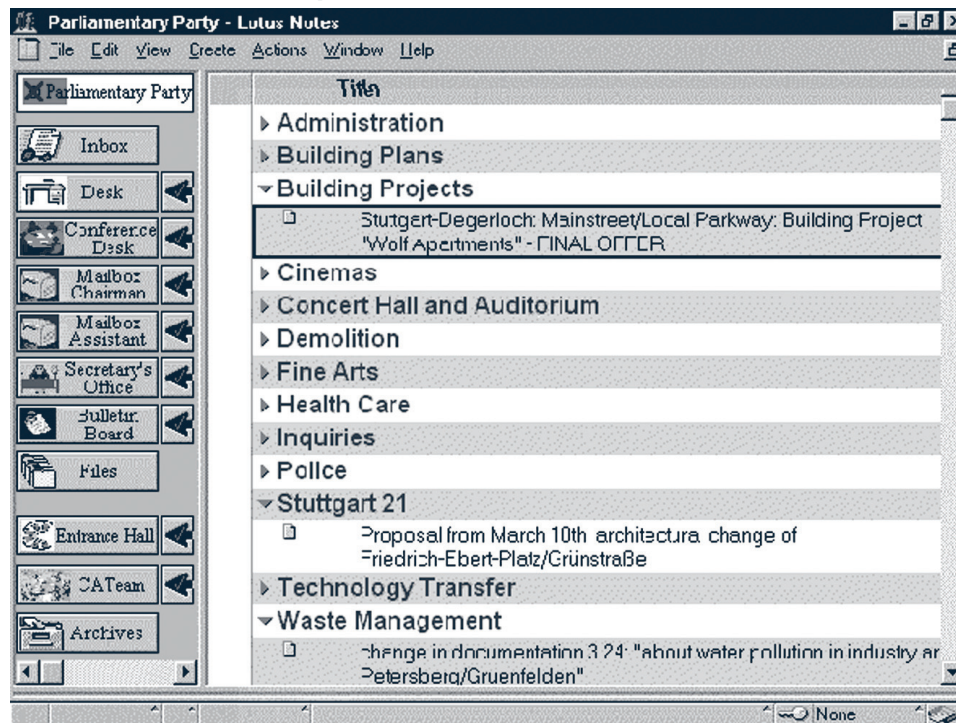 Parliamentary Party - Lotus Notes
File Edit View Create Actions Window Help
Parliamentary Party
Title
Inbox
Desk
Conference
Desk
Mailbox
Chairman
Mailbox
Assistant
Secretary's
Office
Bulletin
Board
Files
Entrance Hall
CATeam
Archives
Administration
Building Plans
Building Projects
Stuttgart-Degerloch: Mainstreet/Local Parkway: Building Project
"Wolf Apartments" - FINAL OFFER
Cinemas
Concert Hall and Auditorium
Demolition
Fine Arts
Health Care
Inquiries
Police
Stuttgart 21
Proposal from March 10th architectural change of
Friedrich-Ebert-Platz/Grünstraße
Technology Transfer
Waste Management
change in documentation 3.24: "about water pollution in industry ar
Petersberg/Gruenfelden"
None